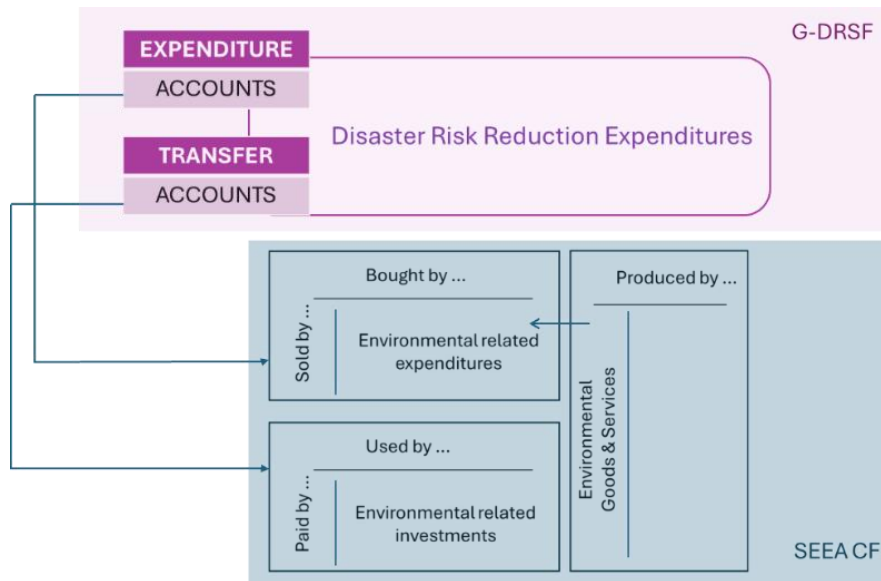 G-DRSF
EXPENDITURE
ACCOUNTS
Disaster Risk Reduction Expenditures
TRANSFER
ACCOUNTS
Bought by ...
Sold by ...
Environmental related
expenditures
Produced by ...
Environmental
Goods & Services
Used by ...
Paid by ...
Environmental related
investments
SEEA CF